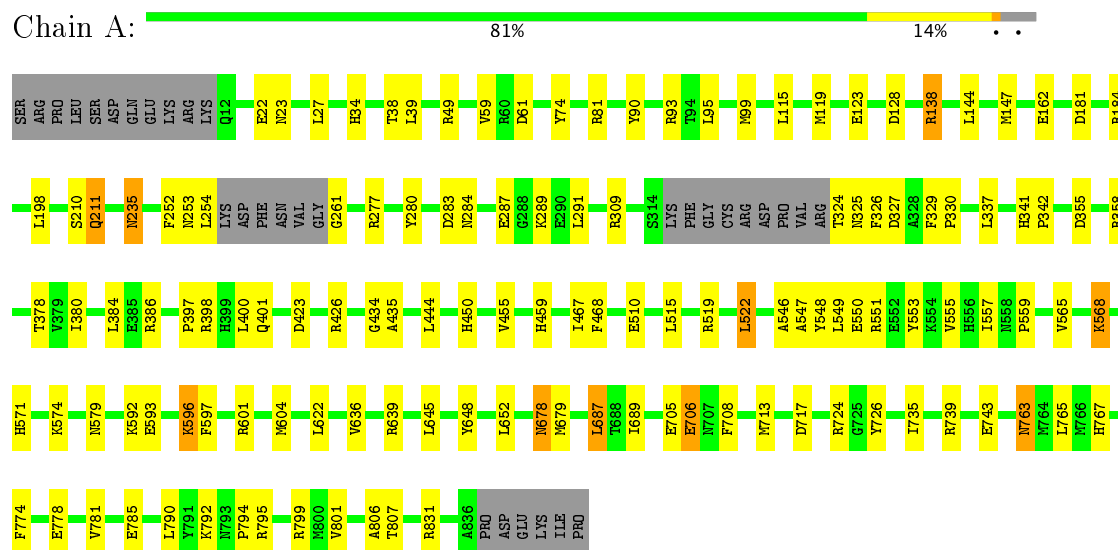 Chain A:
81% 14% • •
SER ARG PRO LEU SER ASP GLN GLU LYS ARG LYS Q12 E22 N23 L27 H34 T38 L39 R49 V59 R60 D61 Y74 R81 Y90 R93 T94 L95 M99 L115 M119 E123 D128 R138 L144 M147 E162 D181 R184
L198 S210 Q211 N235 F252 N253 L254 LYS ASP PHE ASN VAL GLY G261 R277 Y280 D283 N284 E287 G288 K289 E290 L291 R309 S314 LYS PHE GLY CYS ARG ASP PRO VAL ARG T324 N325 F326 D327 A328 F329 P330 L337 H341 P342 D355 R358
T378 V379 I380 L384 E385 R386 P397 R398 H399 L400 Q401 D423 R426 G434 A435 L444 H450 V455 H459 I467 F468 E510 L515 R519 L522 A546 A547 Y548 L549 E550 R551 E552 Y553 K554 V555 H556 I557 N558 P559 V565 K568
H571 K574 N579 K592 E593 K596 F597 R601 M604 L622 V636 R639 L645 Y648 L652 N678 M679 L687 T688 I689 E705 E706 N707 F708 M713 D717 R724 G725 Y726 I735 R739 E743 N763 M764 L765 M766 H767
F774 E778 V781 E785 L790 Y791 K792 N793 P794 R795 R799 M800 V801 A806 T807 R831 A836 PRO ASP GLU LYS ILE PRO